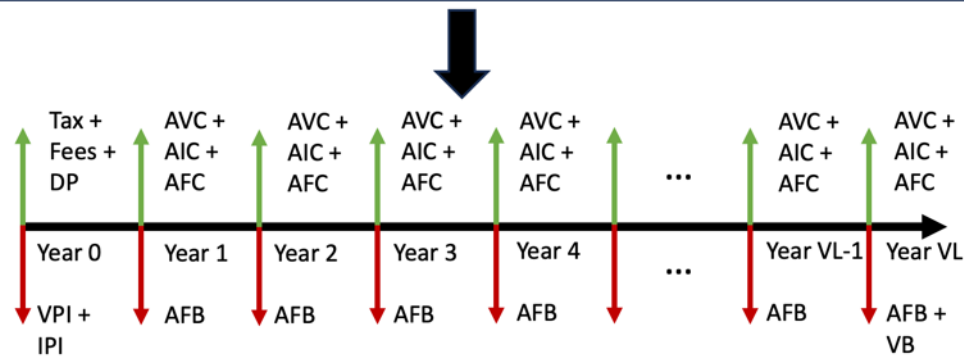 Tax +
Fees +
DP
AVC +
AIC +
AFC
AVC +
AIC +
AFC
AVC +
AIC +
AFC
AVC +
AIC +
AFC
...
AVC +
AIC +
AFC
AVC +
AIC +
AFC
Year 0
Year 1
Year 2
Year 3
Year 4
...
Year VL-1
Year VL
VPI +
IPI
AFB
AFB
AFB
AFB
AFB
AFB +
VB